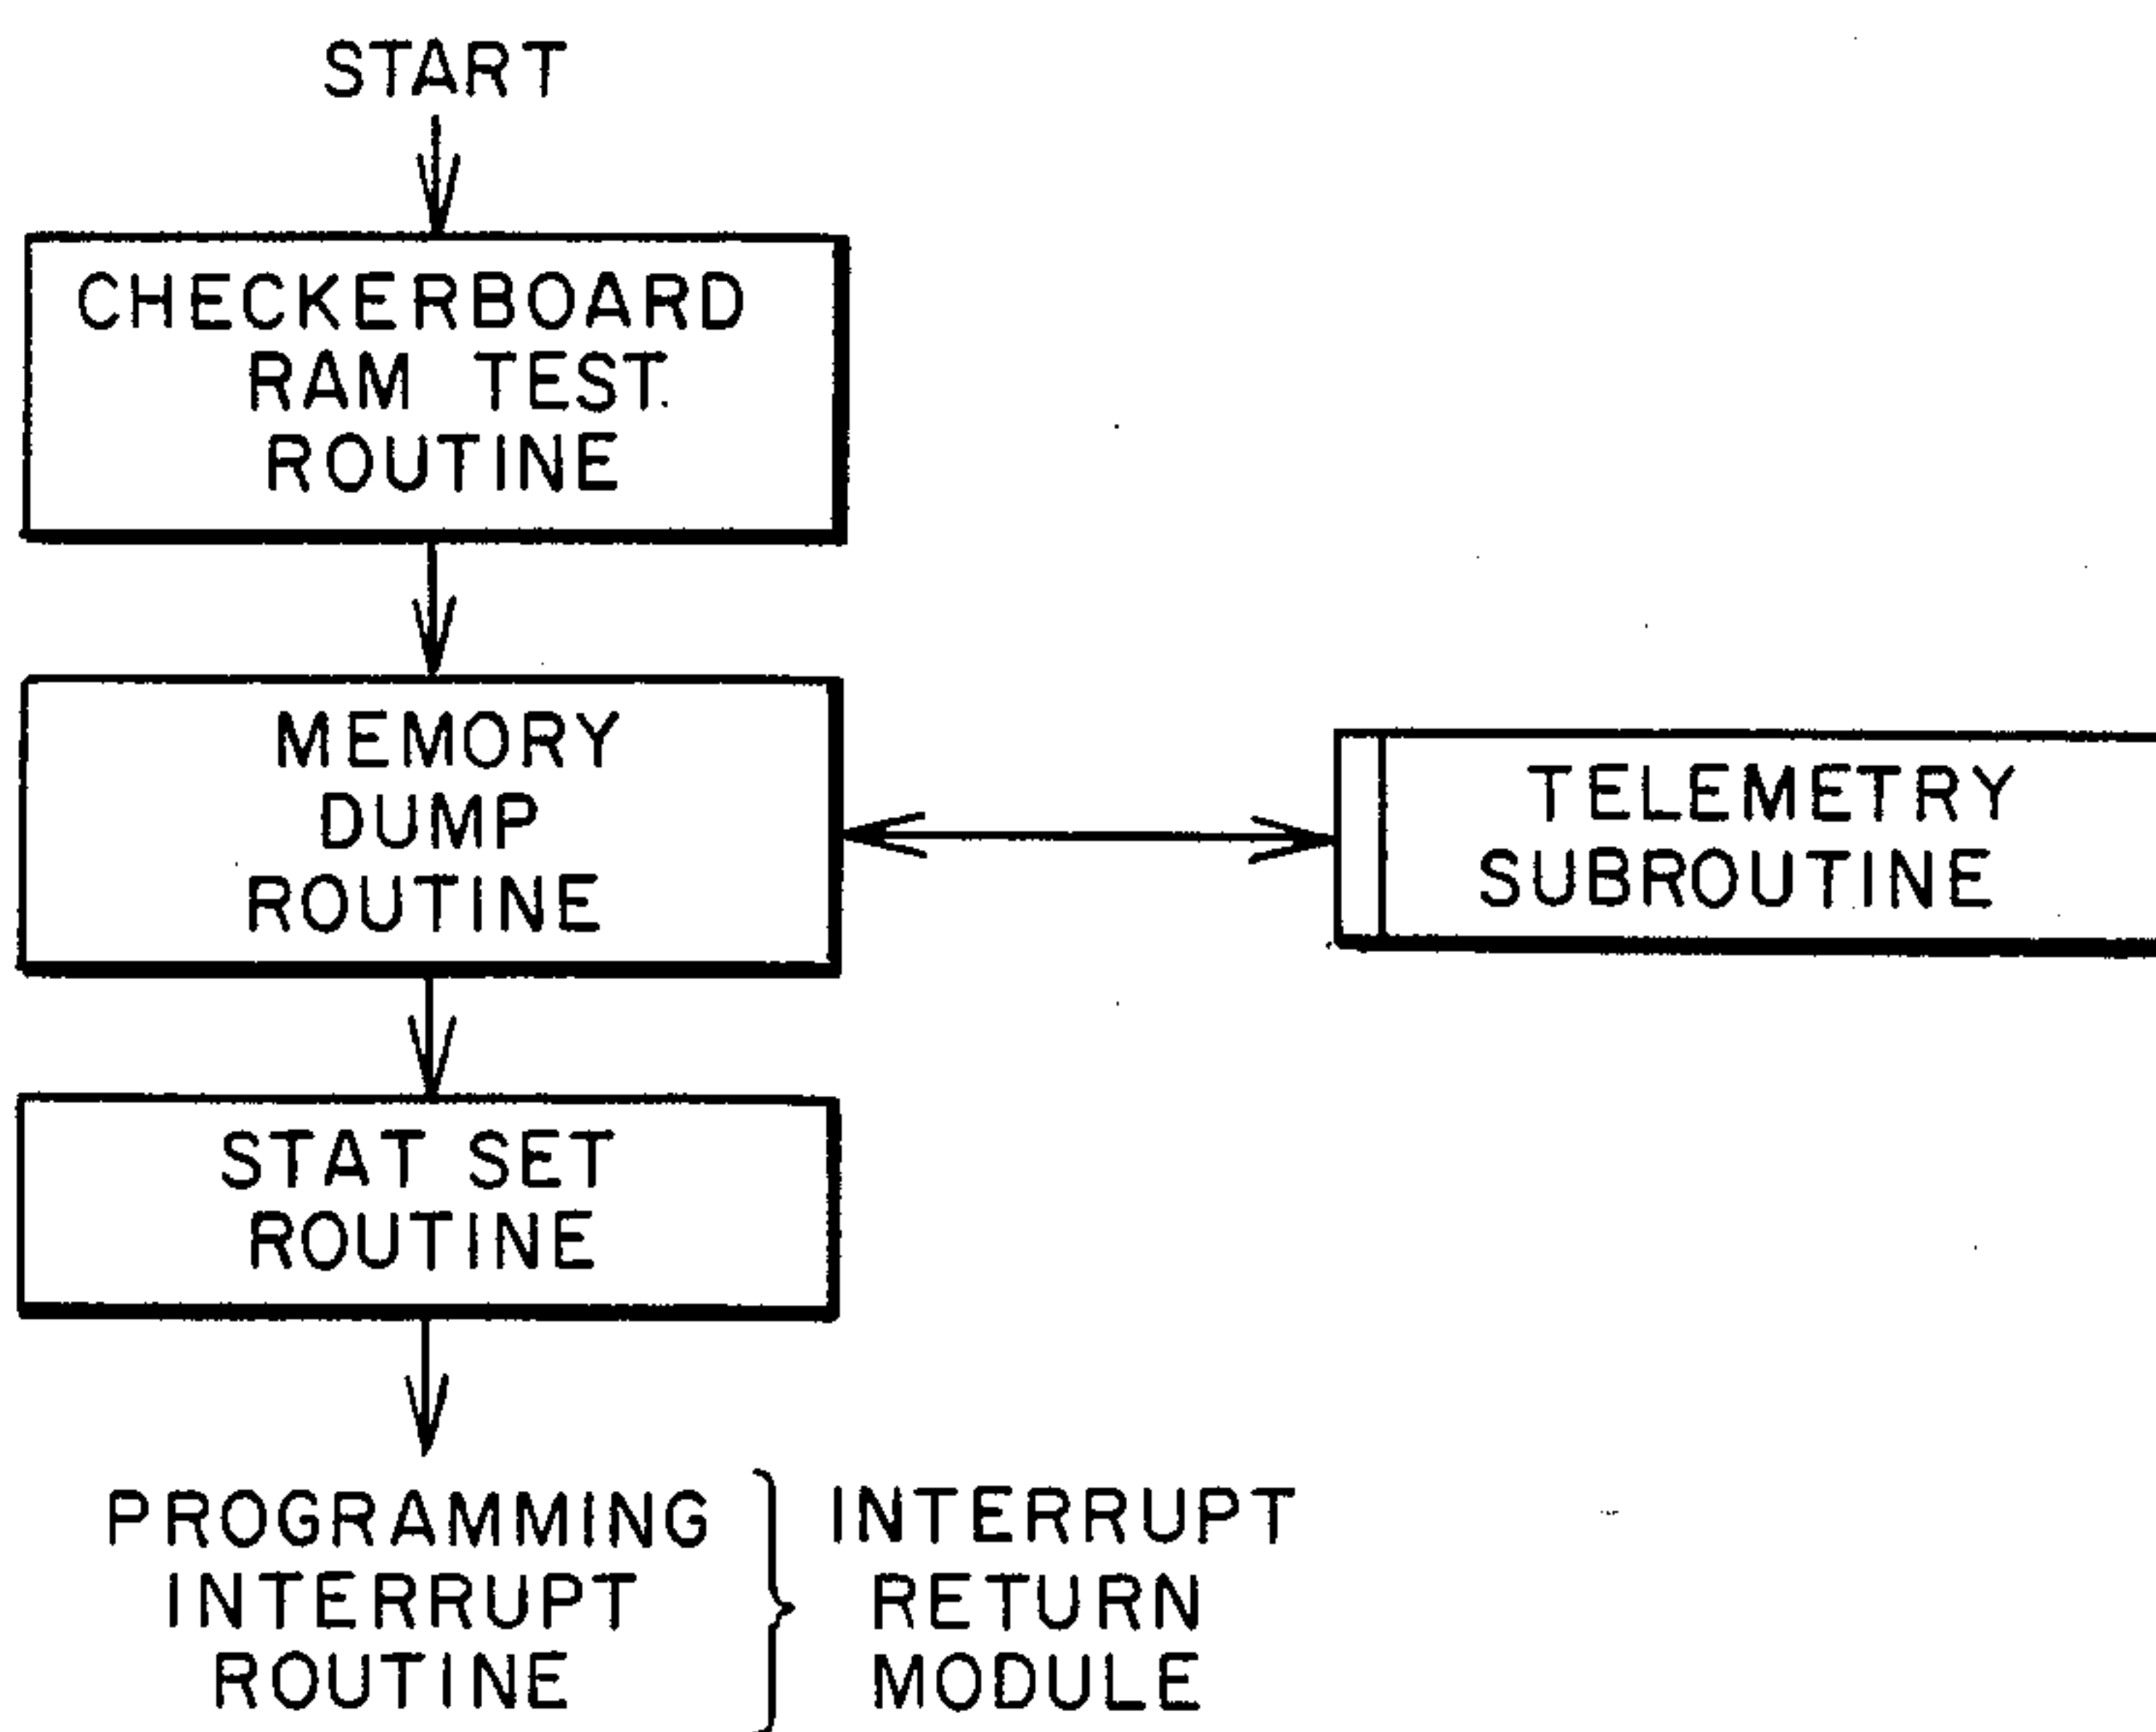 START
CHECKERBOARD
RAM TEST
ROUTINE
MEMORY
DUMP
ROUTINE
TELEMETRY
SUBROUTINE
STAT SET
ROUTINE
PROGRAMMING
INTERRUPT
ROUTINE
INTERRUPT
RETURN
MODULE